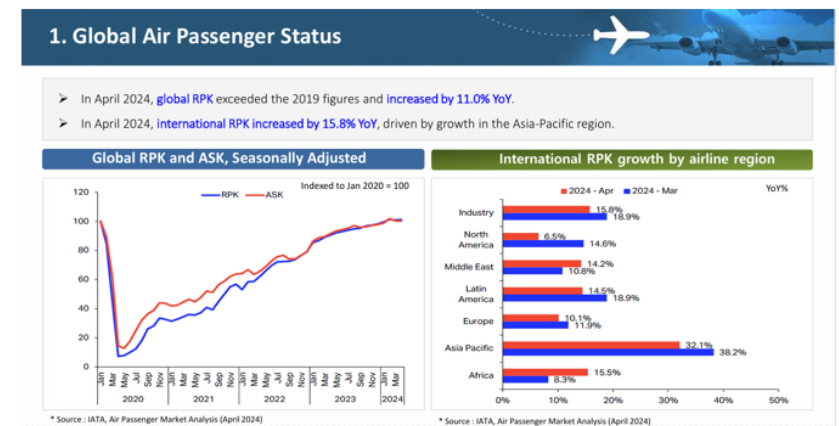 1. Global Air Passenger Status
➢ In April 2024, global RPK exceeded the 2019 figures and increased by 11.0% YoY.
➢ In April 2024, international RPK increased by 15.8% YoY, driven by growth in the Asia-Pacific region.
Global RPK and ASK, Seasonally Adjusted
Indexed to Jan 2020 = 100
RPK ASK
120
100
80
60
40
20
0
Jan Mar May Jul Sep Nov Jan Mar May Jul Sep Nov Jan Mar May Jul Sep Nov Jan Mar May Jul Sep Nov Jan Mar
2020 2021 2022 2023 2024
* Source : IATA, Air Passenger Market Analysis (April 2024)
International RPK growth by airline region
2024 - Apr 2024 - Mar
YoY%
Industry 15.8% 18.9%
North America 6.5% 14.6%
Middle East 14.2% 10.8%
Latin America 14.5% 18.9%
Europe 10.1% 11.9%
Asia Pacific 32.1% 38.2%
Africa 15.5% 8.3%
0% 10% 20% 30% 40% 50%
* Source : IATA, Air Passenger Market Analysis (April 2024)